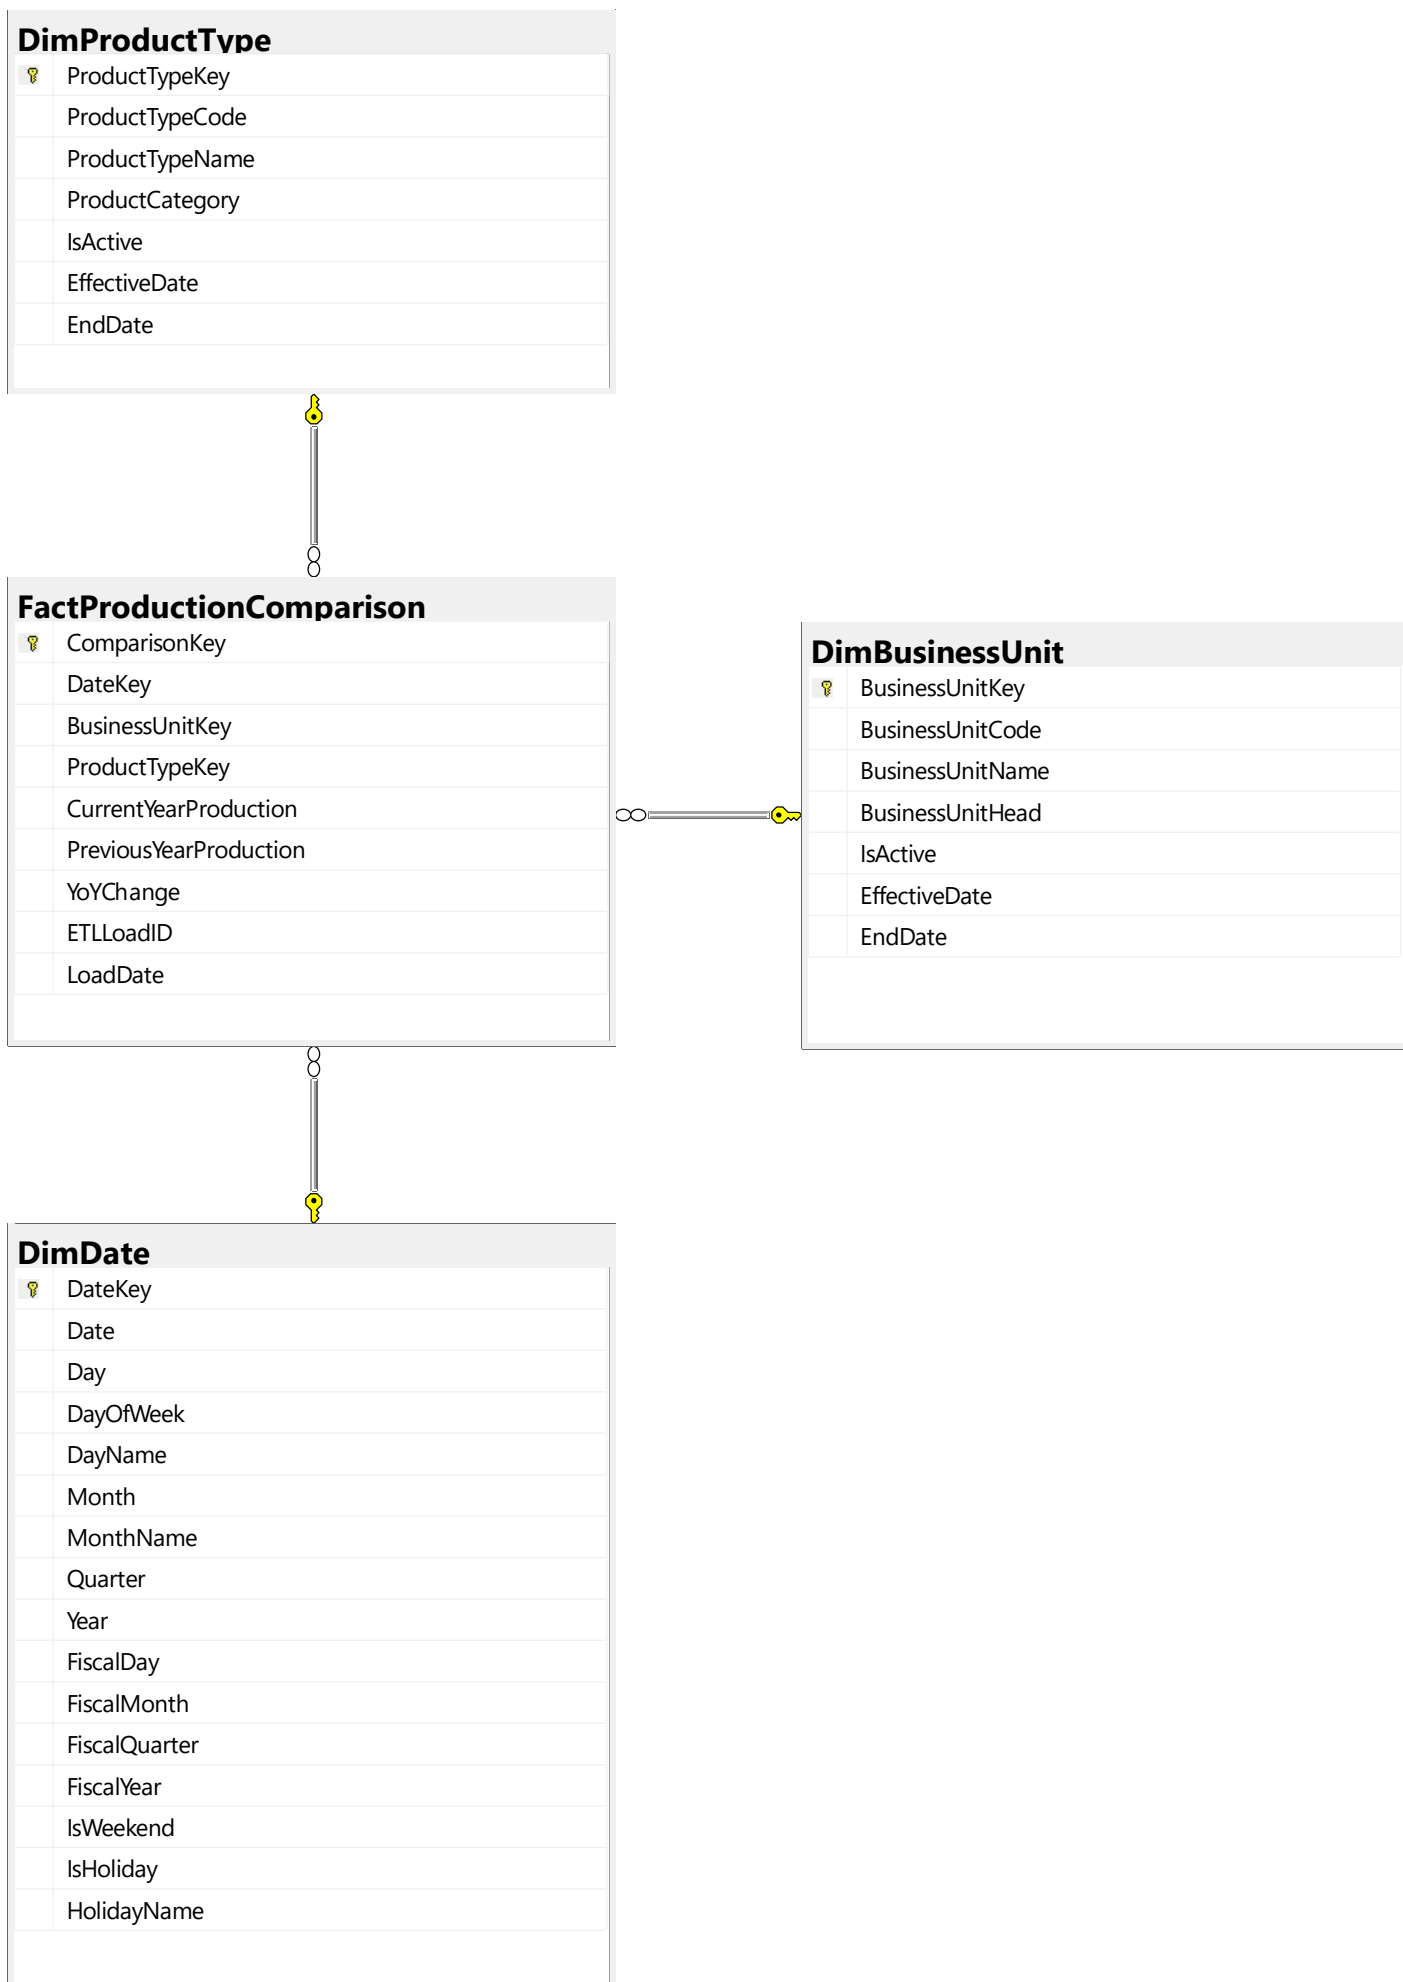 DimProductType
ProductTypeKey
ProductTypeCode
ProductTypeName
ProductCategory
IsActive
EffectiveDate
EndDate
FactProductionComparison
ComparisonKey
DateKey
BusinessUnitKey
ProductTypeKey
CurrentYearProduction
PreviousYearProduction
YoYChange
ETLLoadID
LoadDate
DimBusinessUnit
BusinessUnitKey
BusinessUnitCode
BusinessUnitName
BusinessUnitHead
IsActive
EffectiveDate
EndDate
DimDate
DateKey
Date
Day
DayOfWeek
DayName
Month
MonthName
Quarter
Year
FiscalDay
FiscalMonth
FiscalQuarter
FiscalYear
IsWeekend
IsHoliday
HolidayName